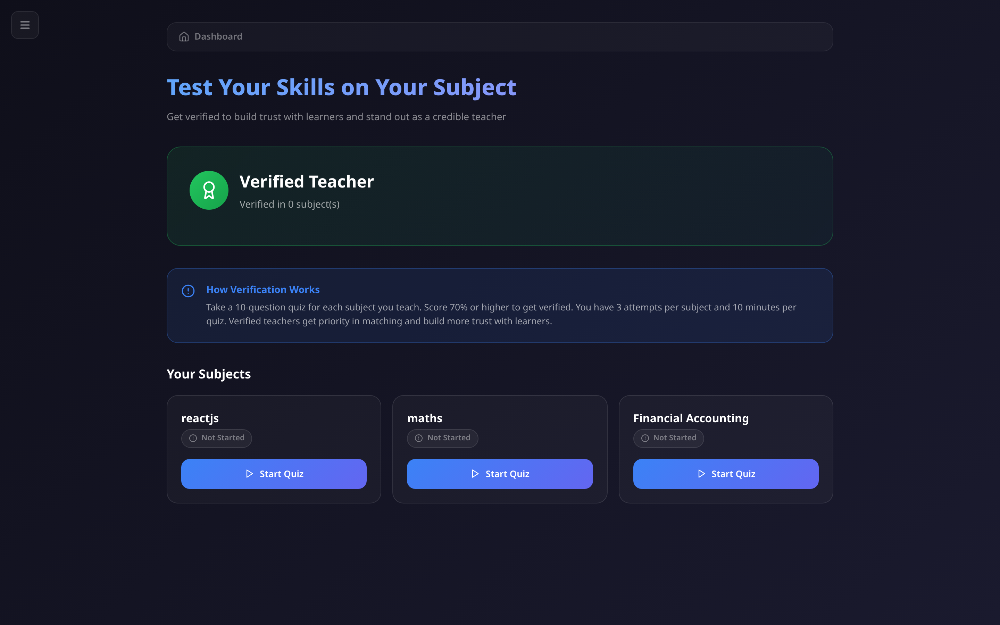 Dashboard
Test Your Skills on Your Subject
Get verified to build trust with learners and stand out as a credible teacher
Verified Teacher
Verified in 0 subject(s)
How Verification Works
Take a 10-question quiz for each subject you teach. Score 70% or higher to get verified. You have 3 attempts per subject and 10 minutes per
quiz. Verified teachers get priority in matching and build more trust with learners.
Your Subjects
reactjs
Not Started
Start Quiz
maths
Not Started
Start Quiz
Financial Accounting
Not Started
Start Quiz